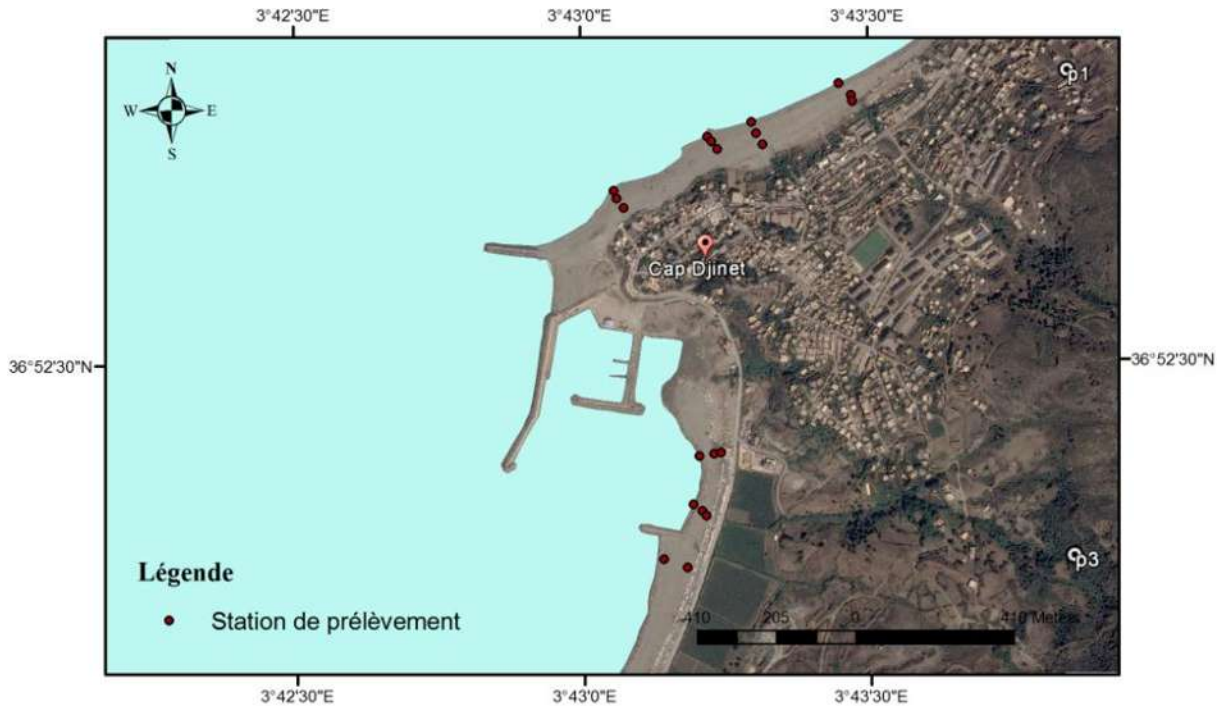 3°42'30"E 3°43'0"E 3°43'30"E
N
W E
S
p1
Cap Djinet
36°52'30"N 36°52'30"N
p3
Légende
Station de prélèvement
410 205 0 410 Meters
3°42'30"E 3°43'0"E 3°43'30"E